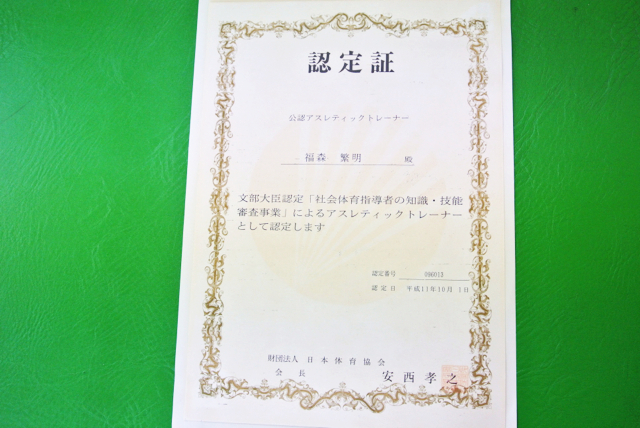 認定証
公認アスレティックトレーナー
福森 繁明 殿
文部大臣認定「社会体育指導者の知識・技能
審査事業」によるアスレティックトレーナー
として認定します
認定番号 096013
認定日 平成11年10月 1日
財団法人 日本体育協会
会長 安西孝之